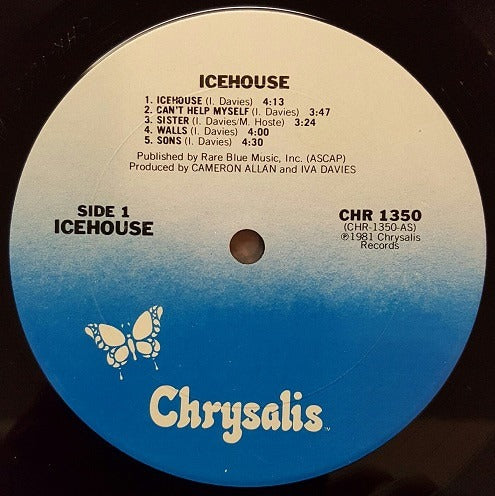 ICEHOUSE
1. ICEHOUSE (I. Davies) 4:13
2. CAN'T HELP MYSELF (I. Davies) 3:47
3. SISTER (I. Davies/M. Hoste) 3:24
4. WALLS (I. Davies) 4:00
5. SONS (I. Davies) 4:30
Published by Rare Blue Music, Inc. (ASCAP)
Produced by CAMERON ALLAN and IVA DAVIES
SIDE 1
ICEHOUSE
CHR 1350
(CHR-1350-AS)
℗1981 Chrysalis
Records
Chrysalis
TM